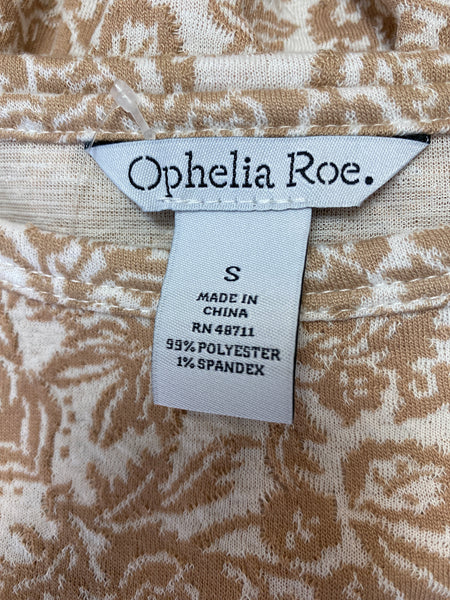 Ophelia Roe.
S
MADE IN
CHINA
RN 48711
99% POLYESTER
1% SPANDEX